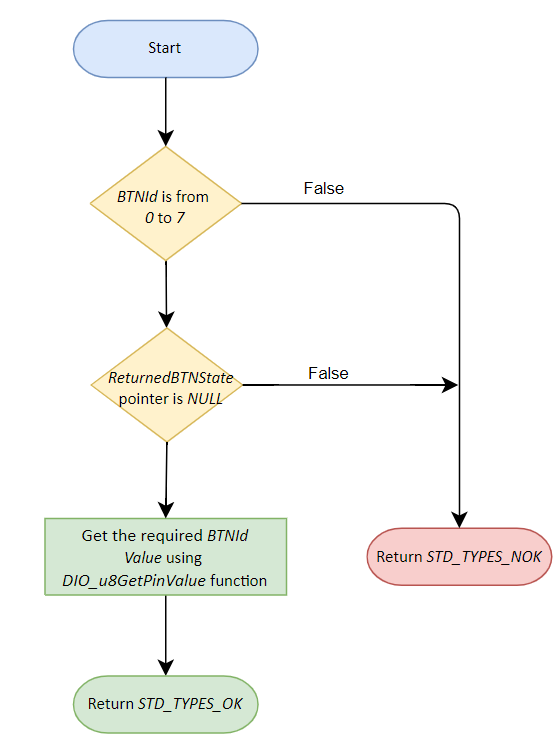 Start
BTNId is from
0 to 7
False
ReturnedBTNState
pointer is NULL
False
Get the required BTNId
Value using
DIO_u8GetPinValue function
Return STD_TYPES_NOK
Return STD_TYPES_OK